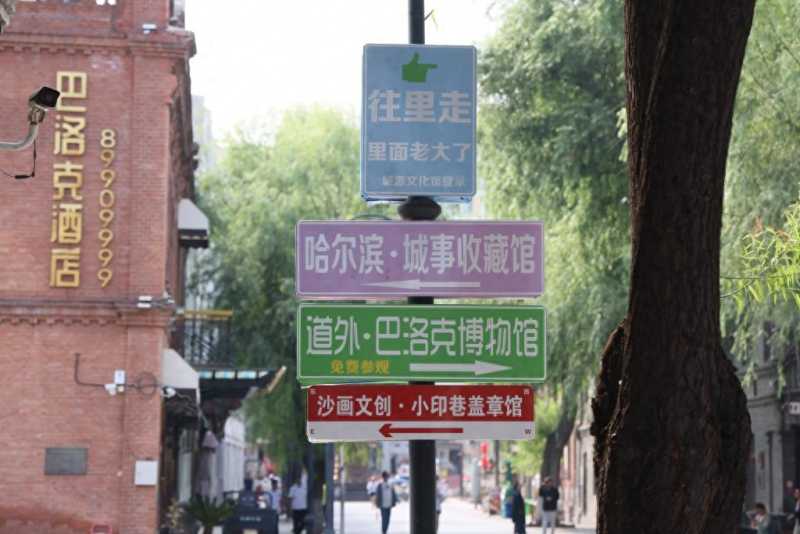 巴洛克酒店
89909999
往里走
里面老大了
哈尔滨·城事收藏馆
道外·巴洛克博物馆
免费参观
沙画文创·小印巷盖章馆
E
W